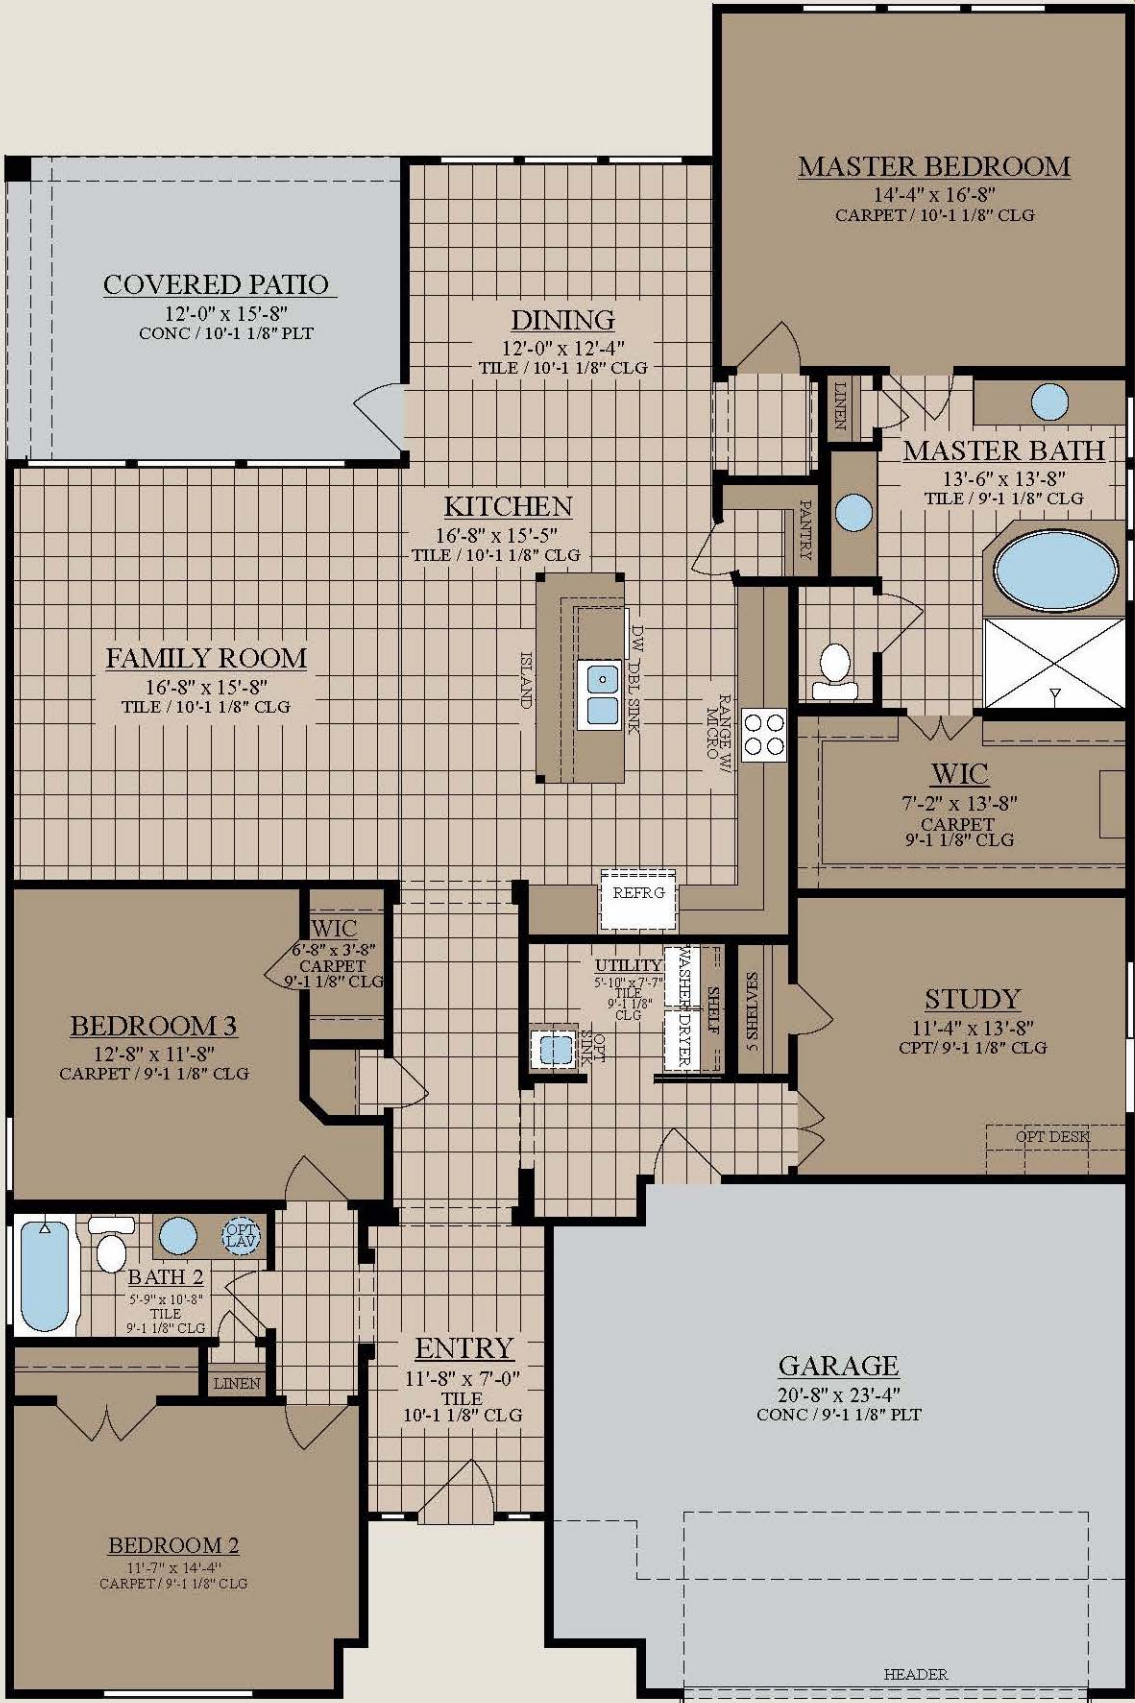 MASTER BEDROOM
14'-4" x 16'-8"
CARPET / 10'-1 1/8" CLG
COVERED PATIO
12'-0" x 15'-8"
CONC / 10'-1 1/8" PLT
DINING
12'-0" x 12'-4"
TILE / 10'-1 1/8" CLG
LINEN
MASTER BATH
13'-6" x 13'-8"
TILE / 9'-1 1/8" CLG
KITCHEN
16'-8" x 15'-5"
TILE / 10'-1 1/8" CLG
PANTRY
FAMILY ROOM
16'-8" x 15'-8"
TILE / 10'-1 1/8" CLG
ISLAND
DW
DBL SINK
RANGE W/
MICRO
WIC
7'-2" x 13'-8"
CARPET
9'-1 1/8" CLG
REFRG
WIC
6'-8" x 3'-8"
CARPET
9'-1 1/8" CLG
UTILITY
5'-10" x 7'-7"
TILE
9'-1 1/8"
CLG
WASHER
DRYER
SHELF
5 SHELVES
OPT
SINK
STUDY
11'-4" x 13'-8"
CPT/ 9'-1 1/8" CLG
OPT DESK
BEDROOM 3
12'-8" x 11'-8"
CARPET / 9'-1 1/8" CLG
OPT
LAV
BATH 2
5'-9" x 10'-8"
TILE
9'-1 1/8" CLG
LINEN
ENTRY
11'-8" x 7'-0"
TILE
10'-1 1/8" CLG
GARAGE
20'-8" x 23'-4"
CONC / 9'-1 1/8" PLT
BEDROOM 2
11'-7" x 14'-4"
CARPET / 9'-1 1/8" CLG
HEADER